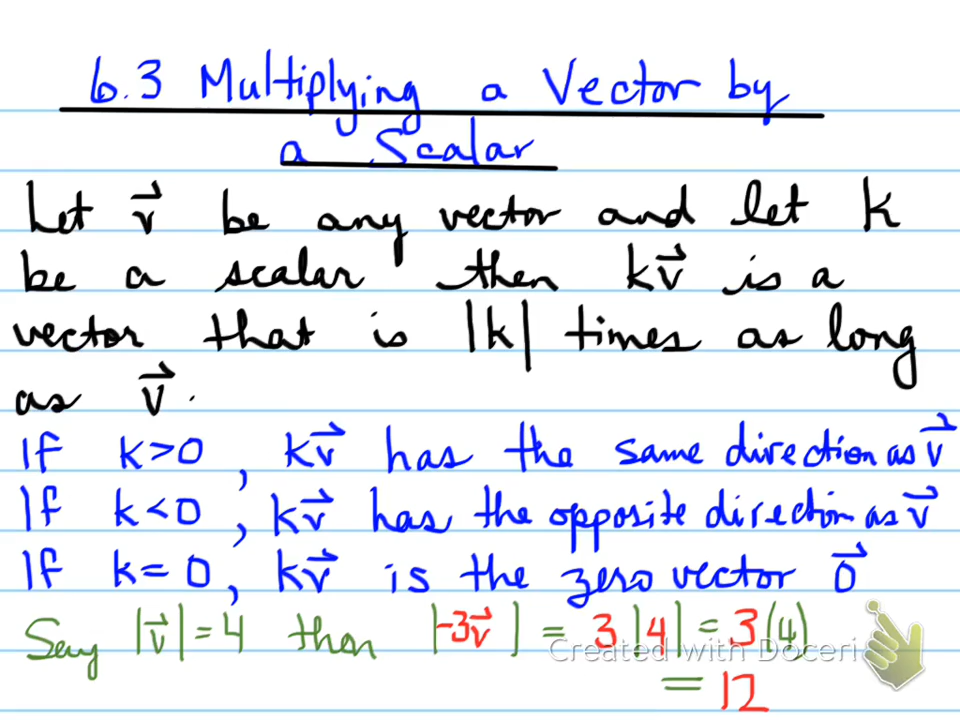 6.3 Multiplying a Vector by
a Scalar
Let v⃗ be any vector and let k
be a scalar then kv⃗ is a
vector that is |k| times as long
as v⃗.
If k>0, kv⃗ has the same direction as v⃗
If k<0, kv⃗ has the opposite direction as v⃗
If k=0, kv⃗ is the zero vector 0⃗
Say |v⃗|=4 then |-3v⃗| = 3|4| = 3(4)
Created with Doceri
= 12